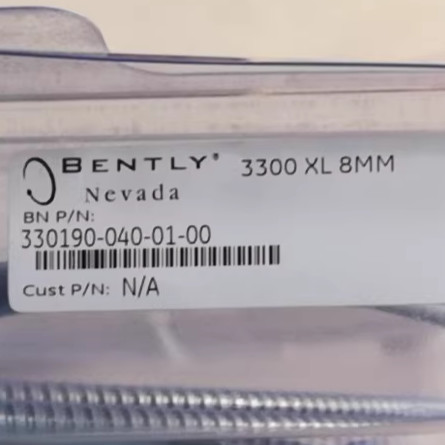 BENTLY® 3300 XL 8MM
Nevada
BN P/N:
330190-040-01-00
Cust P/N: N/A